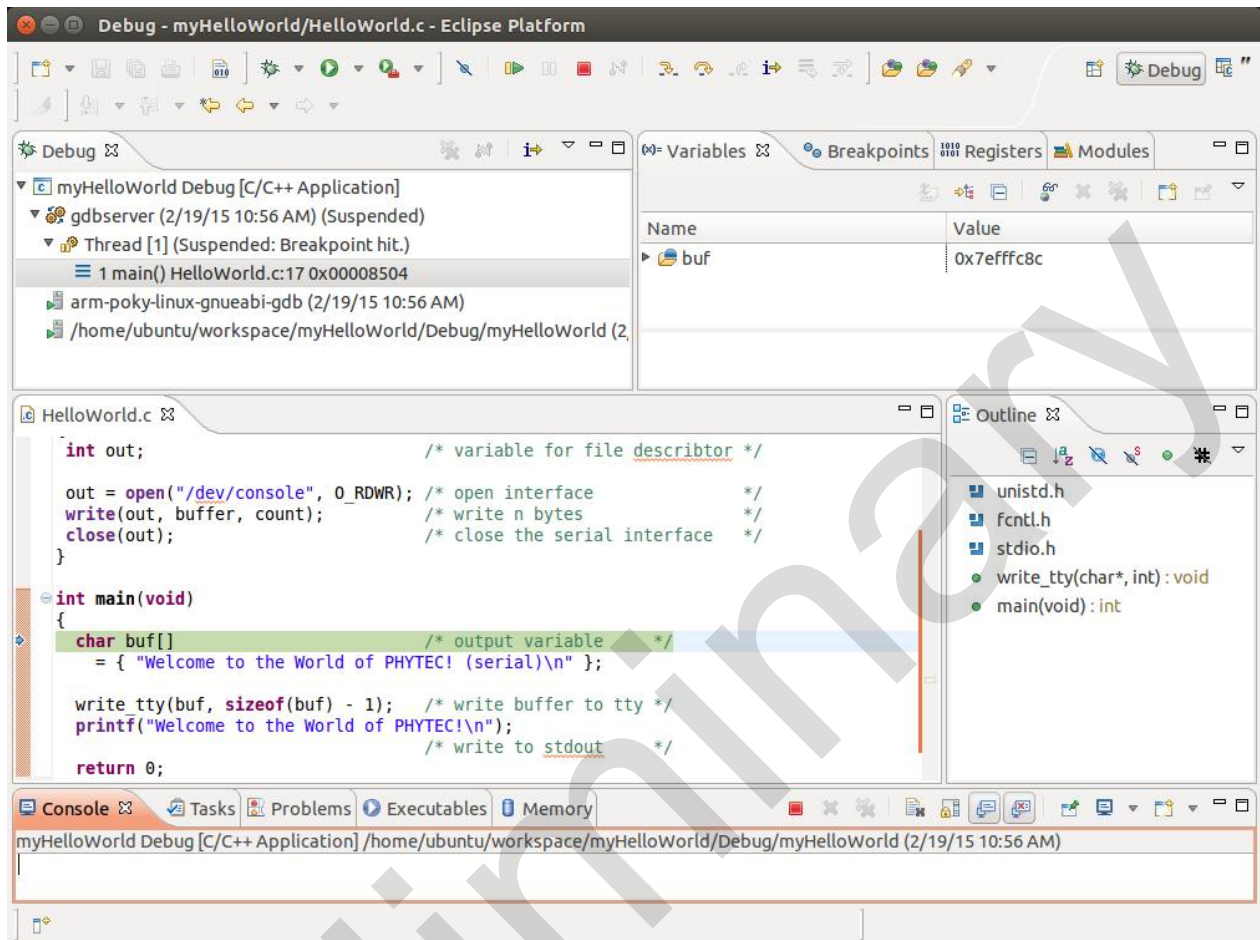 Debug - myHelloWorld/HelloWorld.c - Eclipse Platform
010
Debug
C
"
Debug
i
(x)= Variables
Breakpoints
1010 0101 Registers
Modules
myHelloWorld Debug [C/C++ Application]
gdbserver (2/19/15 10:56 AM) (Suspended)
Thread [1] (Suspended: Breakpoint hit.)
1 main() HelloWorld.c:17 0x00008504
arm-poky-linux-gnueabi-gdb (2/19/15 10:56 AM)
/home/ubuntu/workspace/myHelloWorld/Debug/myHelloWorld (2,
Name Value
buf 0x7efffc8c
HelloWorld.c
int out; /* variable for file describtor */
out = open("/dev/console", O_RDWR); /* open interface */
write(out, buffer, count); /* write n bytes */
close(out); /* close the serial interface */
}
int main(void)
{
char buf[] /* output variable */
= { "Welcome to the World of PHYTEC! (serial)\n" };
write_tty(buf, sizeof(buf) - 1); /* write buffer to tty */
printf("Welcome to the World of PHYTEC!\n");
/* write to stdout */
return 0;
Outline
unistd.h
fcntl.h
stdio.h
write_tty(char*, int) : void
main(void) : int
Console
Tasks
Problems
Executables
Memory
myHelloWorld Debug [C/C++ Application] /home/ubuntu/workspace/myHelloWorld/Debug/myHelloWorld (2/19/15 10:56 AM)
liminary